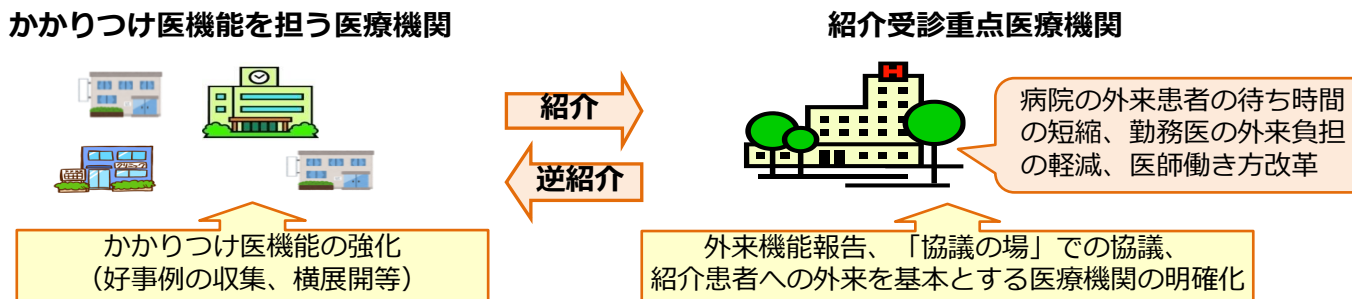 かかりつけ医機能を担う医療機関
紹介受診重点医療機関
紹介
逆紹介
H
病院の外来患者の待ち時間
の短縮、勤務医の外来負担
の軽減、医師働き方改革
クリニック
かかりつけ医機能の強化
（好事例の収集、横展開等）
外来機能報告、「協議の場」での協議、
紹介患者への外来を基本とする医療機関の明確化